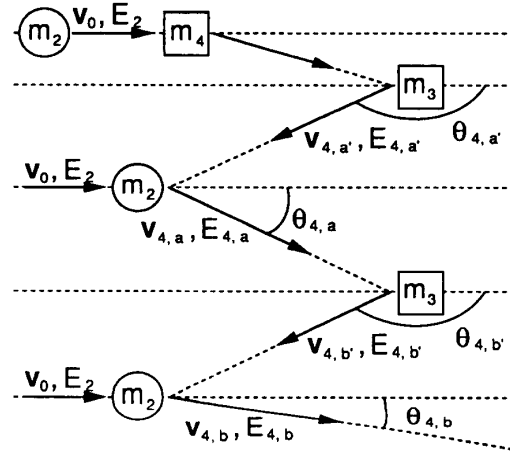 v₀, E₂
m₂ m₄
m₃
v₄,ₐ′, E₄,ₐ′ θ₄,ₐ′
v₀, E₂
m₂
θ₄,ₐ
v₄,ₐ, E₄,ₐ
m₃
v₄,b′, E₄,b′ θ₄,b′
v₀, E₂
m₂
θ₄,b
v₄,b, E₄,b